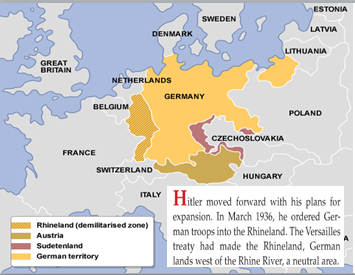 ESTONIA
SWEDEN
LATVIA
DENMARK
LITHUANIA
GREAT
BRITAIN
NETHERLANDS
GERMANY
BELGIUM
POLAND
CZECHOSLOVAKIA
FRANCE
SWITZERLAND
HUNGARY
ITALY
Rhineland (demilitarised zone)
Austria
Sudetenland
German territory
Hitler moved forward with his plans for
expansion. In March 1936, he ordered Ger-
man troops into the Rhineland. The Versailles
treaty had made the Rhineland, German
lands west of the Rhine River, a neutral area.